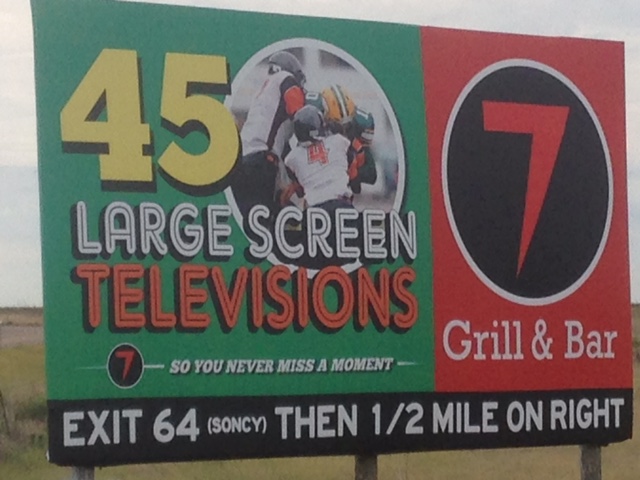 45
LARGE SCREEN
TELEVISIONS
7 SO YOU NEVER MISS A MOMENT
4
7
Grill & Bar
EXIT 64 (SONCY) THEN 1/2 MILE ON RIGHT